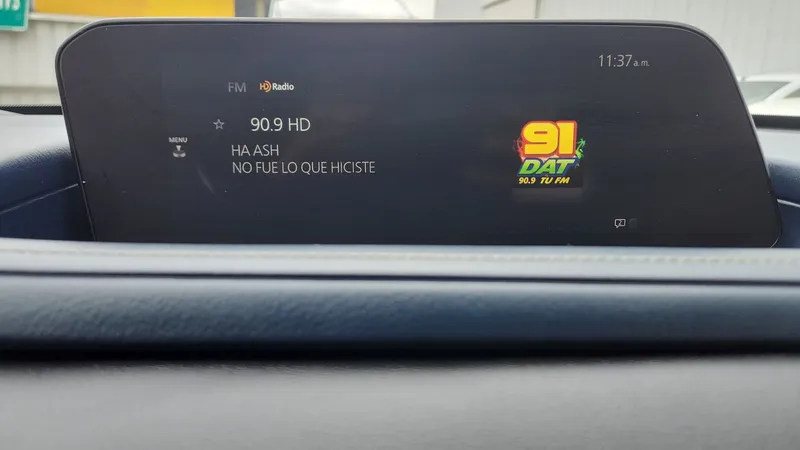 11:37 a.m.
FM HD Radio
☆ 90.9 HD
MENU
HA ASH
NO FUE LO QUE HICISTE
91
DAT
90.9 TU FM
2